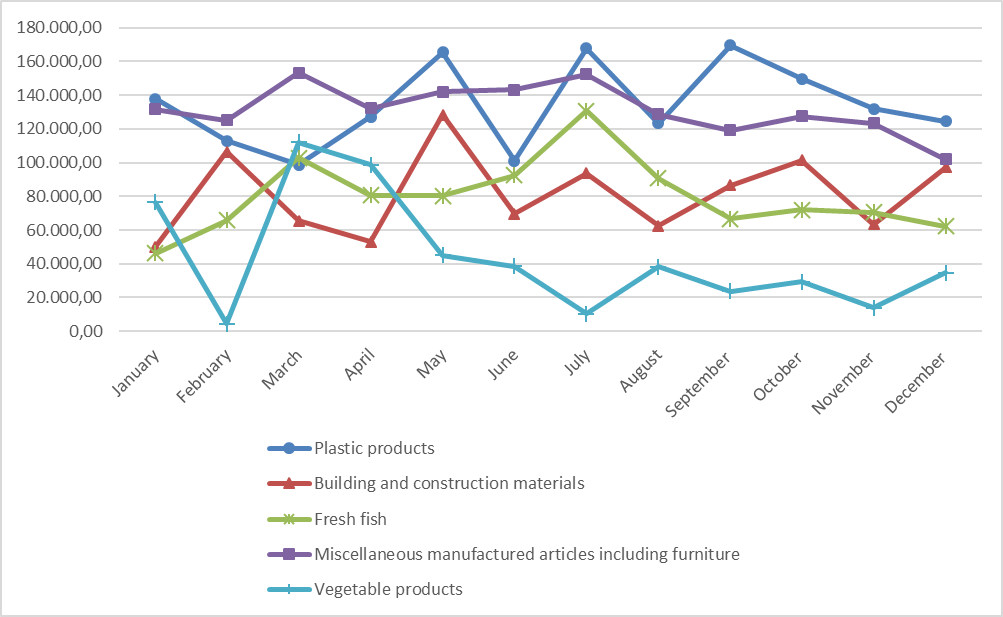 180.000,00
160.000,00
140.000,00
120.000,00
100.000,00
80.000,00
60.000,00
40.000,00
20.000,00
0,00
January
February
March
April
May
June
July
August
September
October
November
December
Plastic products
Building and construction materials
Fresh fish
Miscellaneous manufactured articles including furniture
Vegetable products